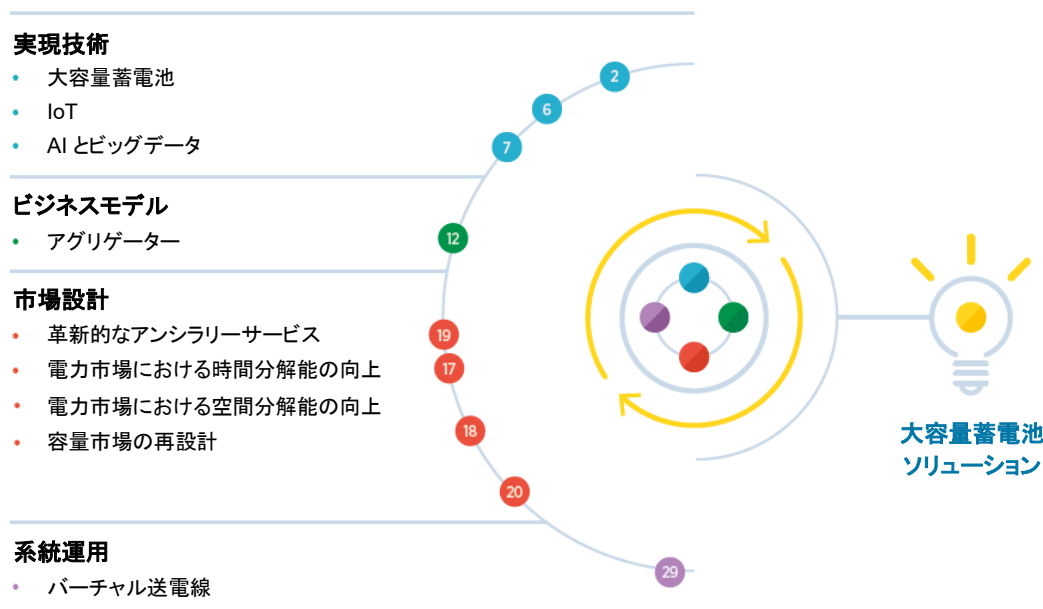 実現技術
• 大容量蓄電池
• IoT
• AI とビッグデータ
ビジネスモデル
• アグリゲーター
市場設計
• 革新的なアンシラリーサービス
• 電力市場における時間分解能の向上
• 電力市場における空間分解能の向上
• 容量市場の再設計
系統運用
• バーチャル送電線
2
6
7
12
19
17
18
20
29
大容量蓄電池
ソリューション